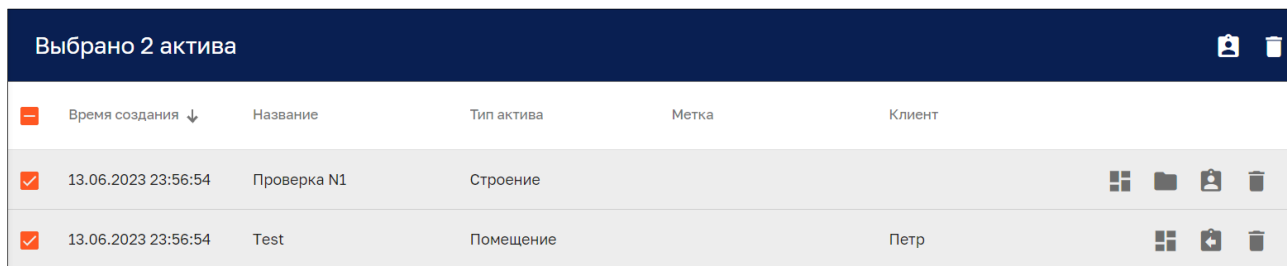 Выбрано 2 актива
Время создания Название Тип актива Метка Клиент
13.06.2023 23:56:54 Проверка N1 Строение
13.06.2023 23:56:54 Test Помещение Петр